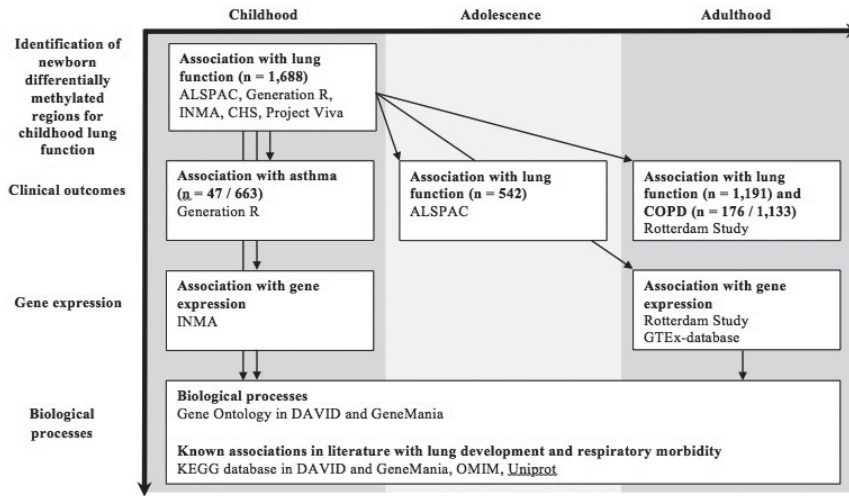 Childhood
Adolescence
Adulthood
Identification of
newborn
differentially
methylated
regions for
childhood lung
function
Association with lung
function (n = 1,688)
ALSPAC, Generation R,
INMA, CHS, Project Viva
Clinical outcomes
Association with asthma
(n = 47 / 663)
Generation R
Association with lung
function (n = 542)
ALSPAC
Association with lung
function (n = 1,191) and
COPD (n = 176 / 1,133)
Rotterdam Study
Gene expression
Association with gene
expression
INMA
Association with gene
expression
Rotterdam Study
GTEx-database
Biological
processes
Biological processes
Gene Ontology in DAVID and GeneMania
Known associations in literature with lung development and respiratory morbidity
KEGG database in DAVID and GeneMania, OMIM, Uniprot